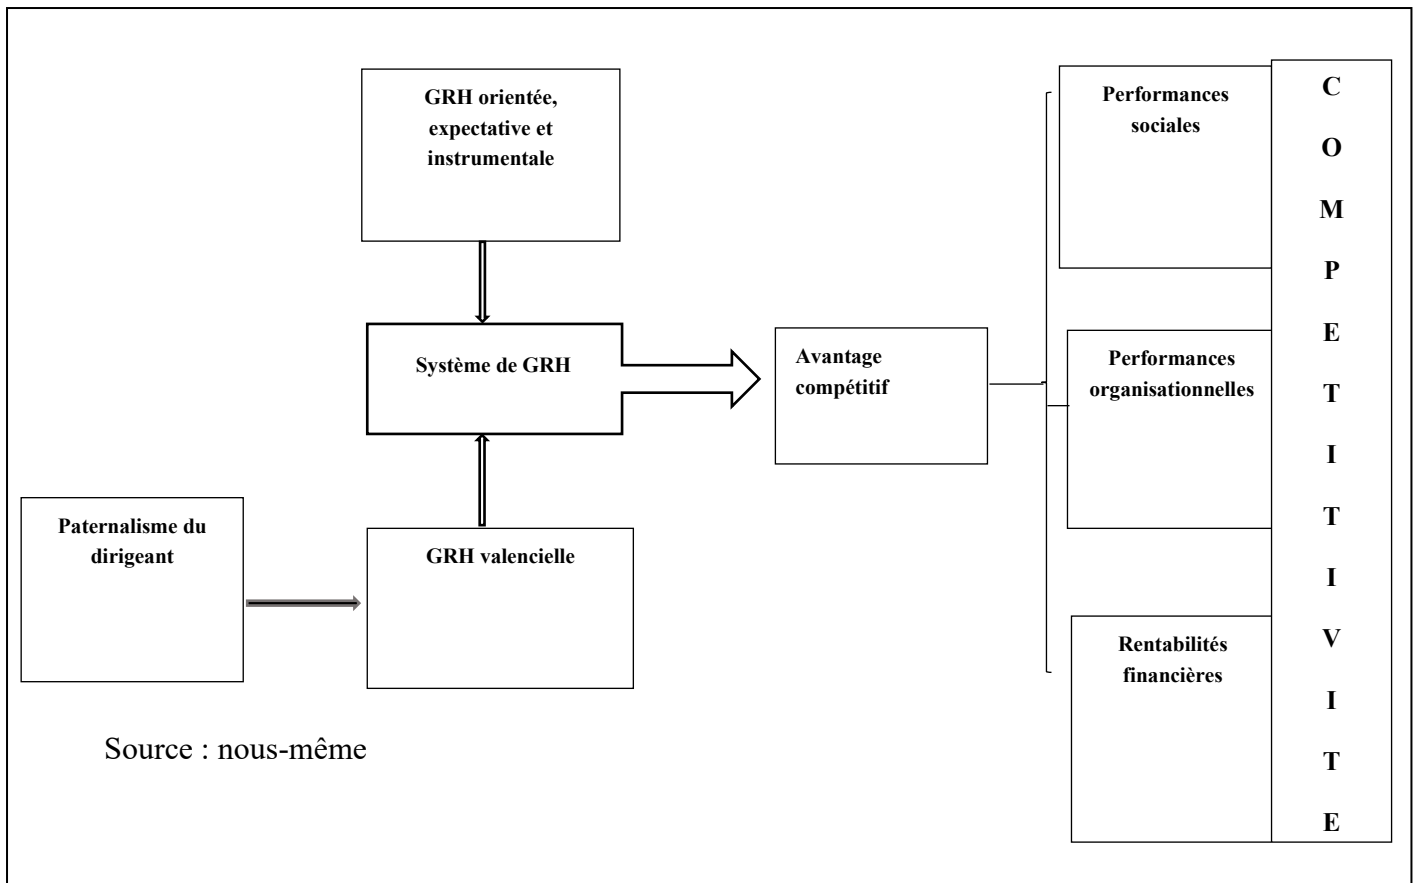 GRH orientée,
expectative et
instrumentale
Performances
sociales
Système de GRH
Avantage
compétitif
Performances
organisationnelles
Paternalisme du
dirigeant
GRH valencielle
Rentabilités
financières
C
O
M
P
E
T
I
T
I
V
I
T
E
Source : nous-même